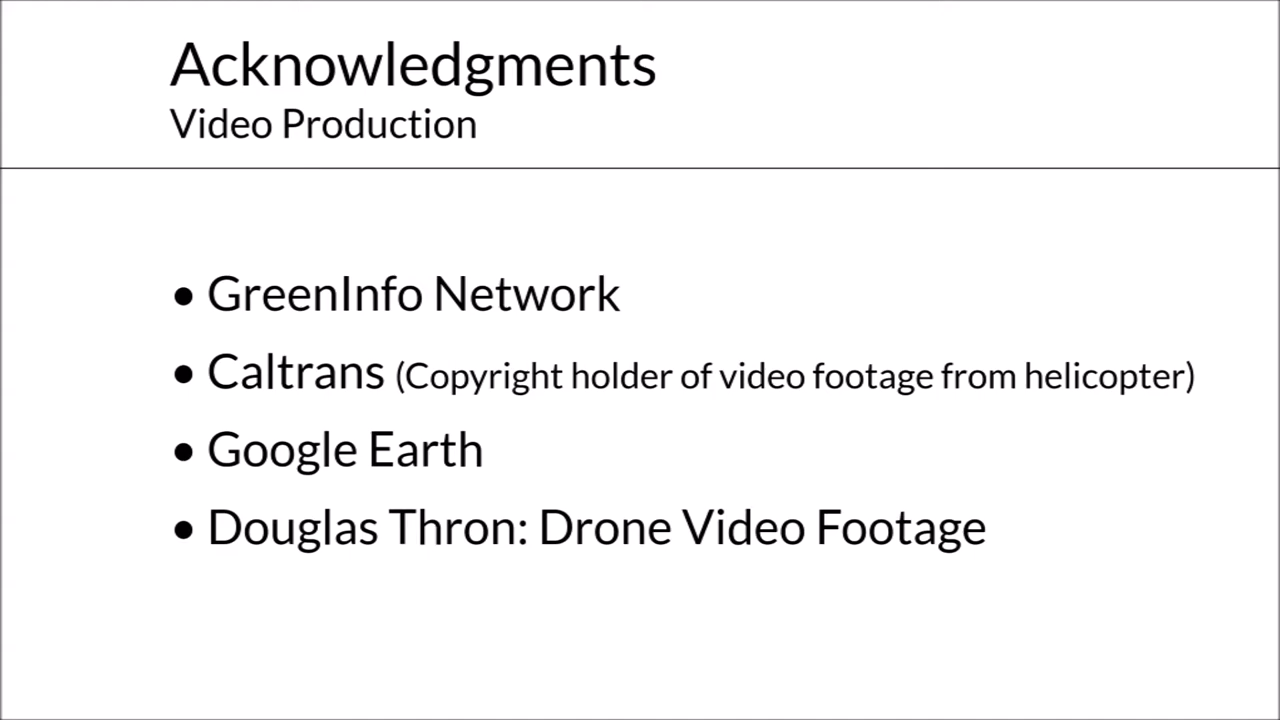 Acknowledgments
Video Production
• GreenInfo Network
• Caltrans (Copyright holder of video footage from helicopter)
• Google Earth
• Douglas Thron: Drone Video Footage